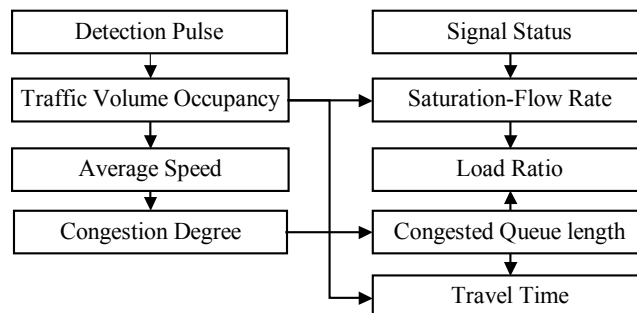 Detection Pulse
Signal Status
Traffic Volume Occupancy
Saturation-Flow Rate
Average Speed
Load Ratio
Congestion Degree
Congested Queue length
Travel Time